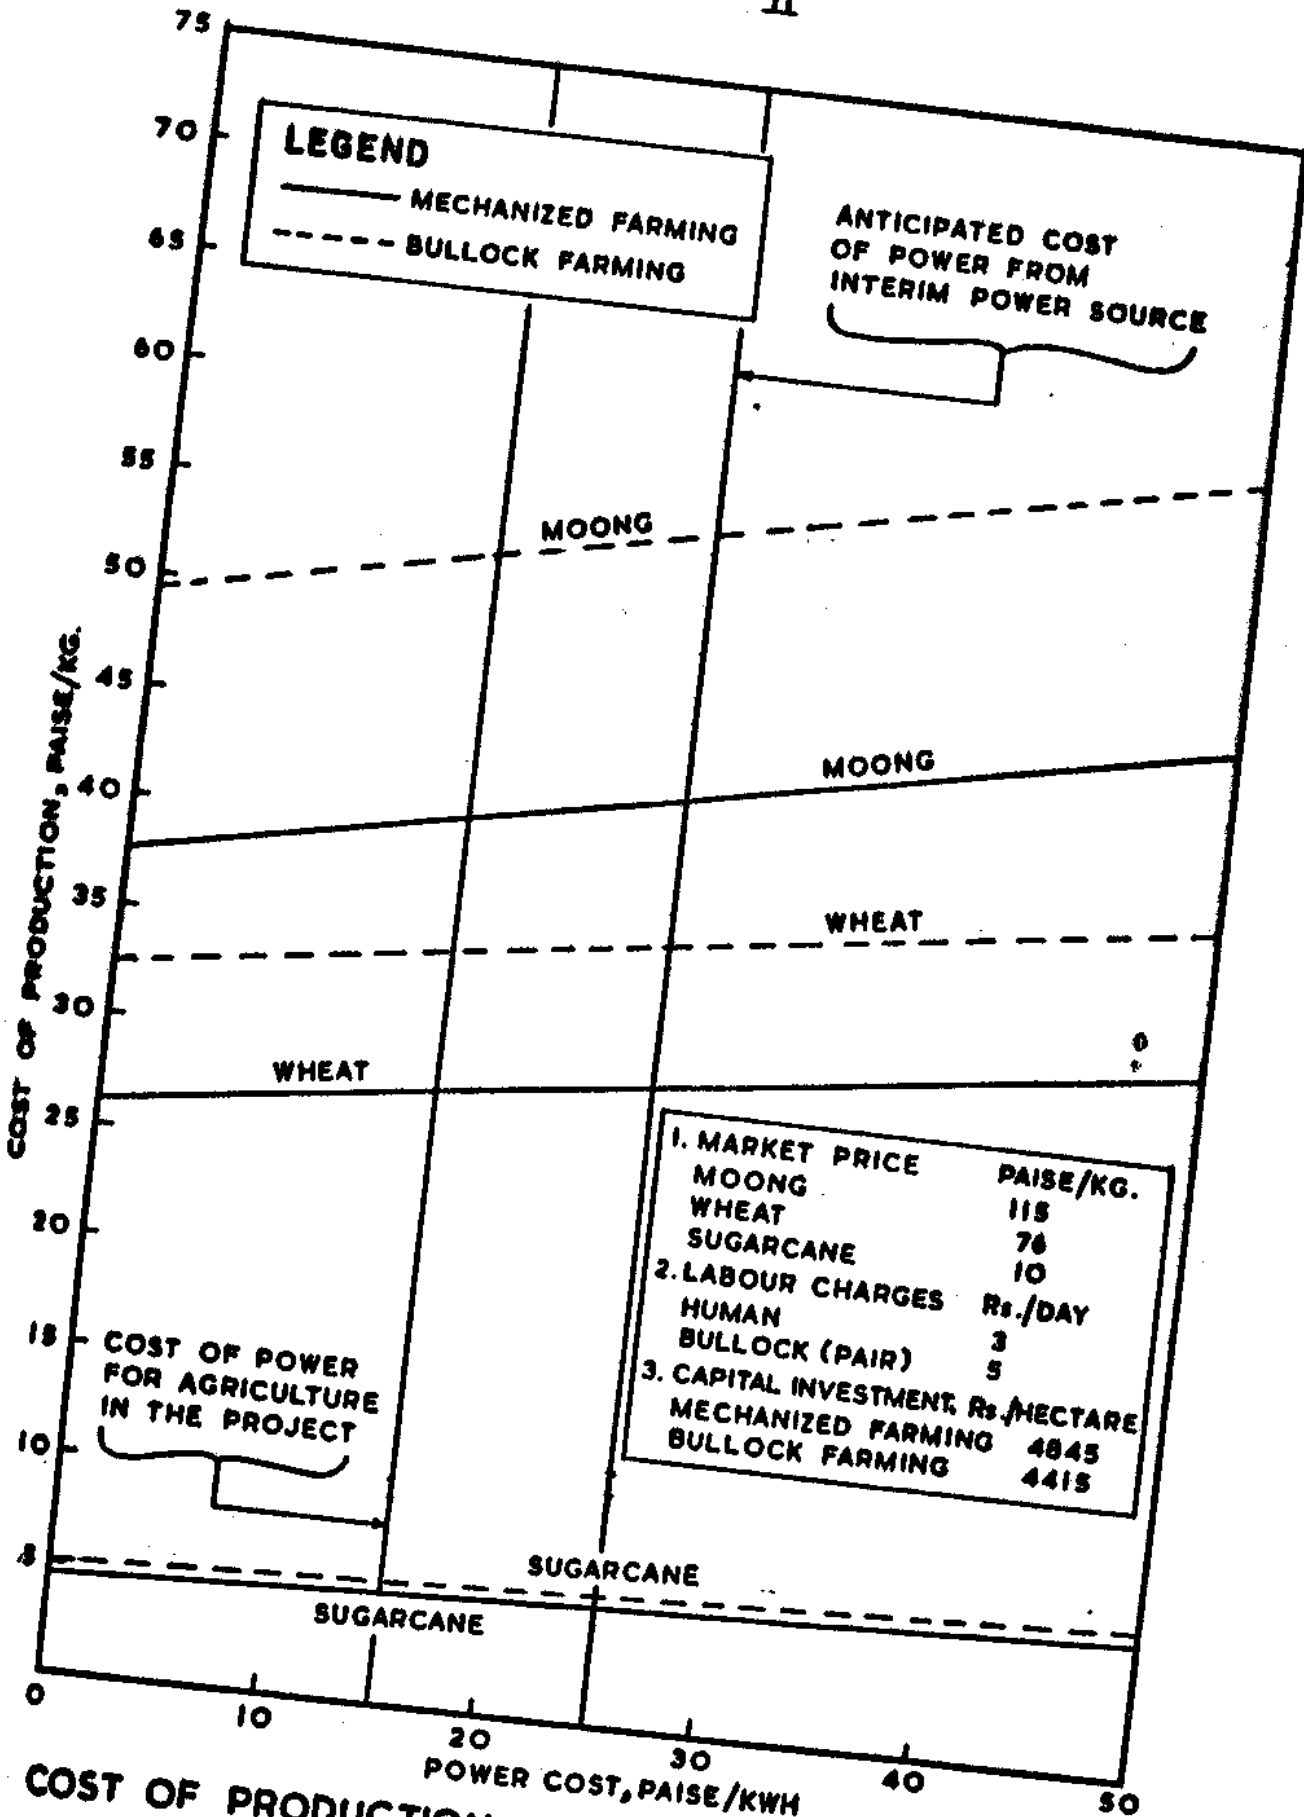 II
75
70
65
60
55
50
45
40
35
30
25
20
15
10
5
COST OF PRODUCTION, PAISE/KG.
LEGEND
MECHANIZED FARMING
BULLOCK FARMING
ANTICIPATED COST
OF POWER FROM
INTERIM POWER SOURCE
MOONG
MOONG
WHEAT
WHEAT
1. MARKET PRICE PAISE/KG.
MOONG 115
WHEAT 76
SUGARCANE 10
2. LABOUR CHARGES Rs./DAY
HUMAN 3
BULLOCK (PAIR) 5
3. CAPITAL INVESTMENT, Rs./HECTARE
MECHANIZED FARMING 4845
BULLOCK FARMING 4415
COST OF POWER
FOR AGRICULTURE
IN THE PROJECT
SUGARCANE
SUGARCANE
0 10 20 30 40 50
POWER COST, PAISE/KWH
COST OF PRODUCTION